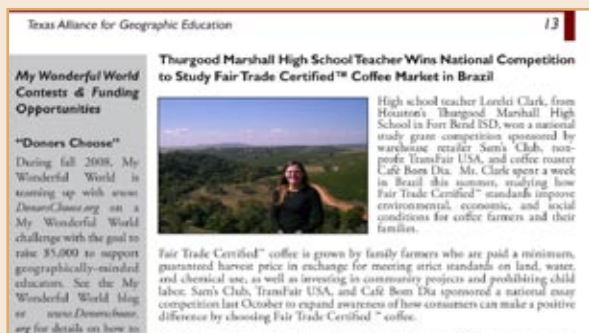 Texas Alliance for Geographic Education
13
My Wonderful World
Contests & Funding
Opportunities
"Donors Choose"
During fall 2008, My
Wonderful World is
teaming up with www.
DonorsChoose.org on a
My Wonderful World
challenge with the goal to
raise $5,000 to support
geographically-minded
educators. See the My
Wonderful World blog
or www.Donorschoose.
org for details on how to
Thurgood Marshall High School Teacher Wins National Competition
to Study Fair Trade Certified™ Coffee Market in Brazil
High school teacher Lorelei Clark, from
Houston's Thurgood Marshall High
School in Fort Bend ISD, won a national
study grant competition sponsored by
warehouse retailer Sam's Club, non-
profit TransFair USA, and coffee roaster
Café Bom Dia. Ms. Clark spent a week
in Brazil this summer, studying how
Fair Trade Certified™ standards improve
environmental, economic, and social
conditions for coffee farmers and their
families.
Fair Trade Certified™ coffee is grown by family farmers who are paid a minimum,
guaranteed harvest price in exchange for meeting strict standards on land, water,
and chemical use, as well as investing in community projects and prohibiting child
labor. Sam's Club, TransFair USA, and Café Bom Dia sponsored a national essay
competition last October to expand awareness of how consumers can make a positive
difference by choosing Fair Trade Certified ™ coffee.